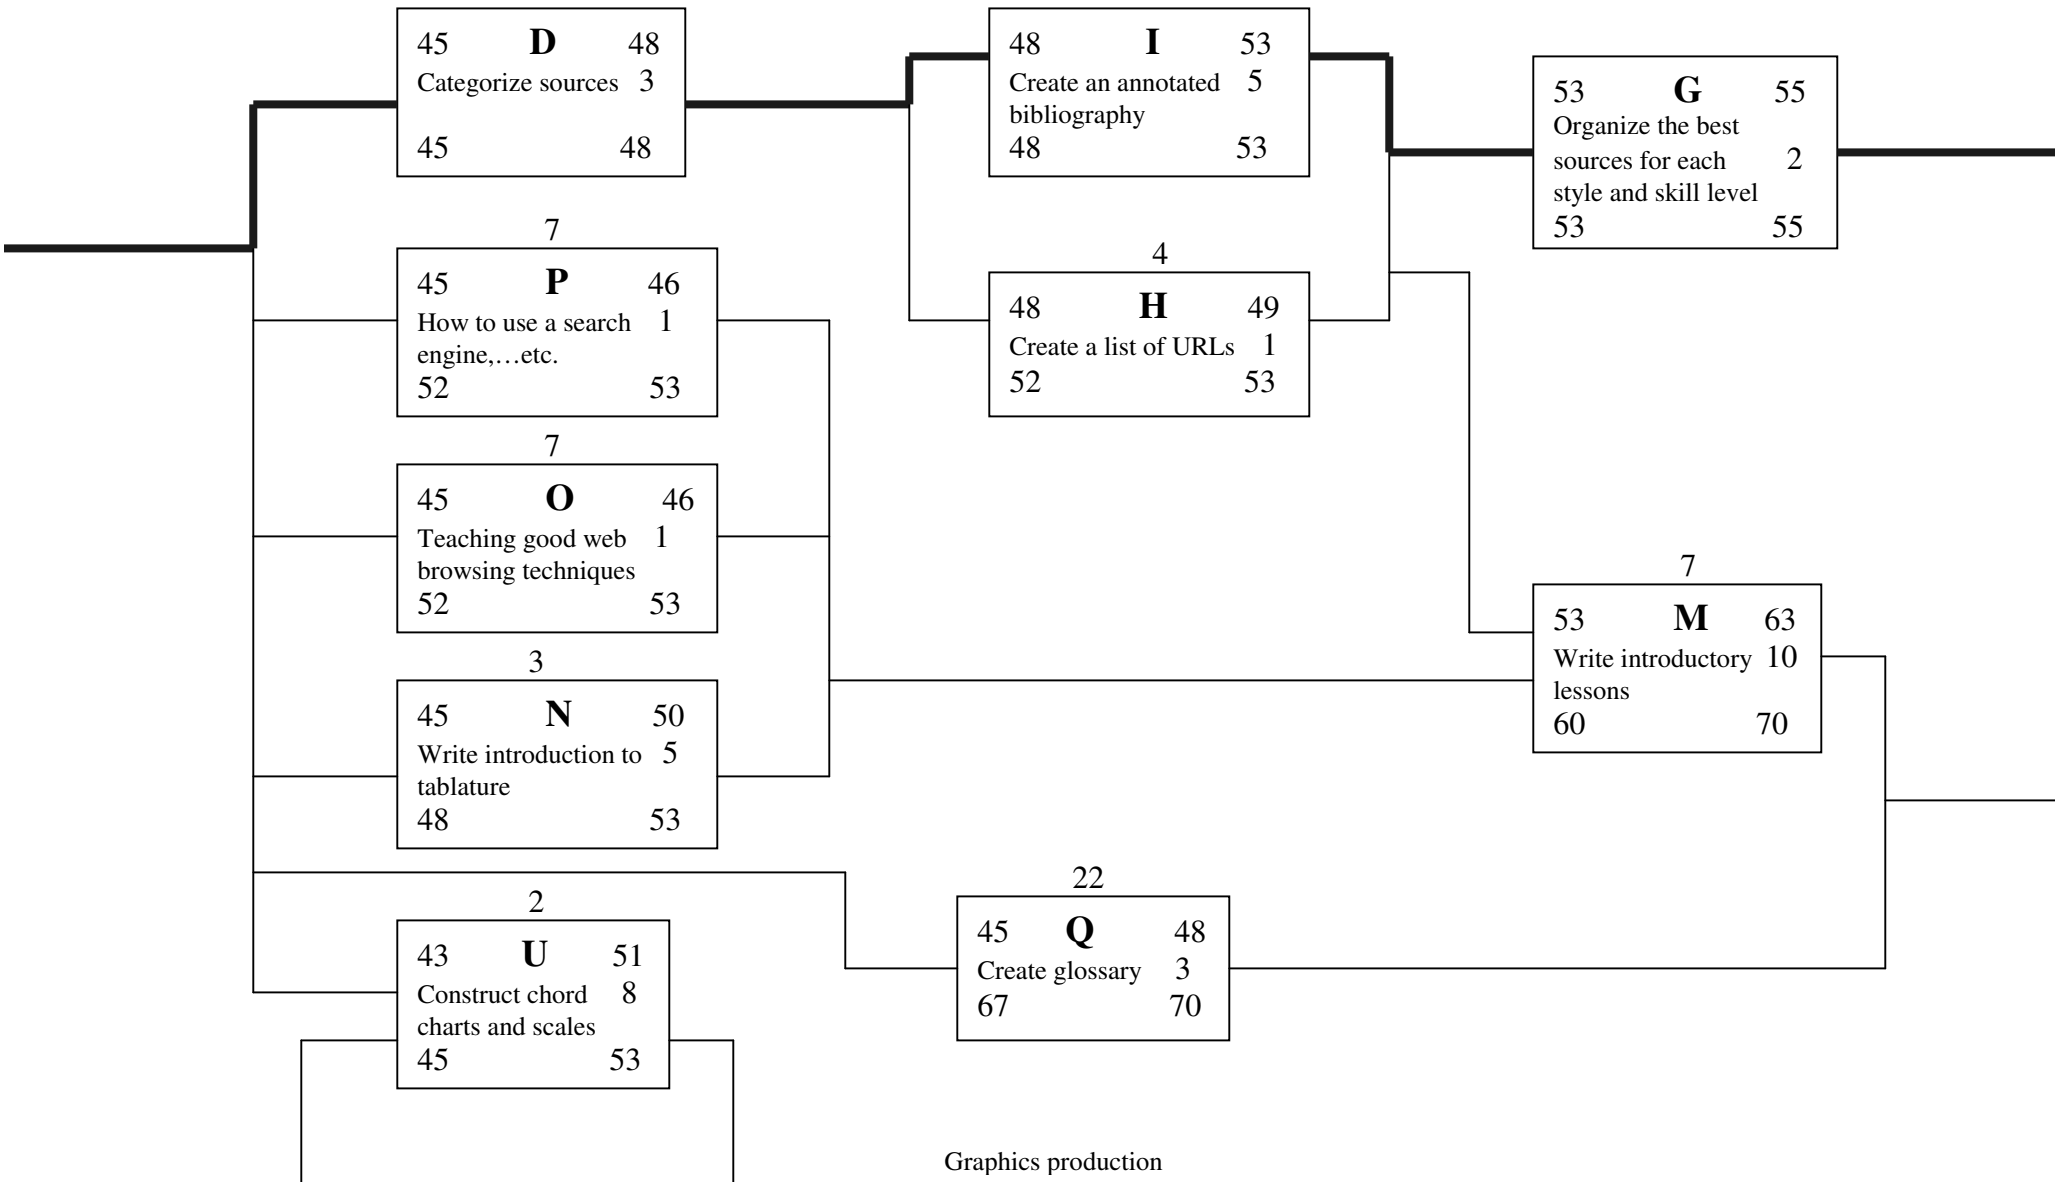 45 D 48
Categorize sources 3
45 48
48 I 53
Create an annotated 5
bibliography
48 53
53 G 55
Organize the best
sources for each 2
style and skill level
53 55
7
45 P 46
How to use a search 1
engine,…etc.
52 53
4
48 H 49
Create a list of URLs 1
52 53
7
45 O 46
Teaching good web 1
browsing techniques
52 53
3
45 N 50
Write introduction to 5
tablature
48 53
7
53 M 63
Write introductory 10
lessons
60 70
2
43 U 51
Construct chord 8
charts and scales
45 53
22
45 Q 48
Create glossary 3
67 70
Graphics production